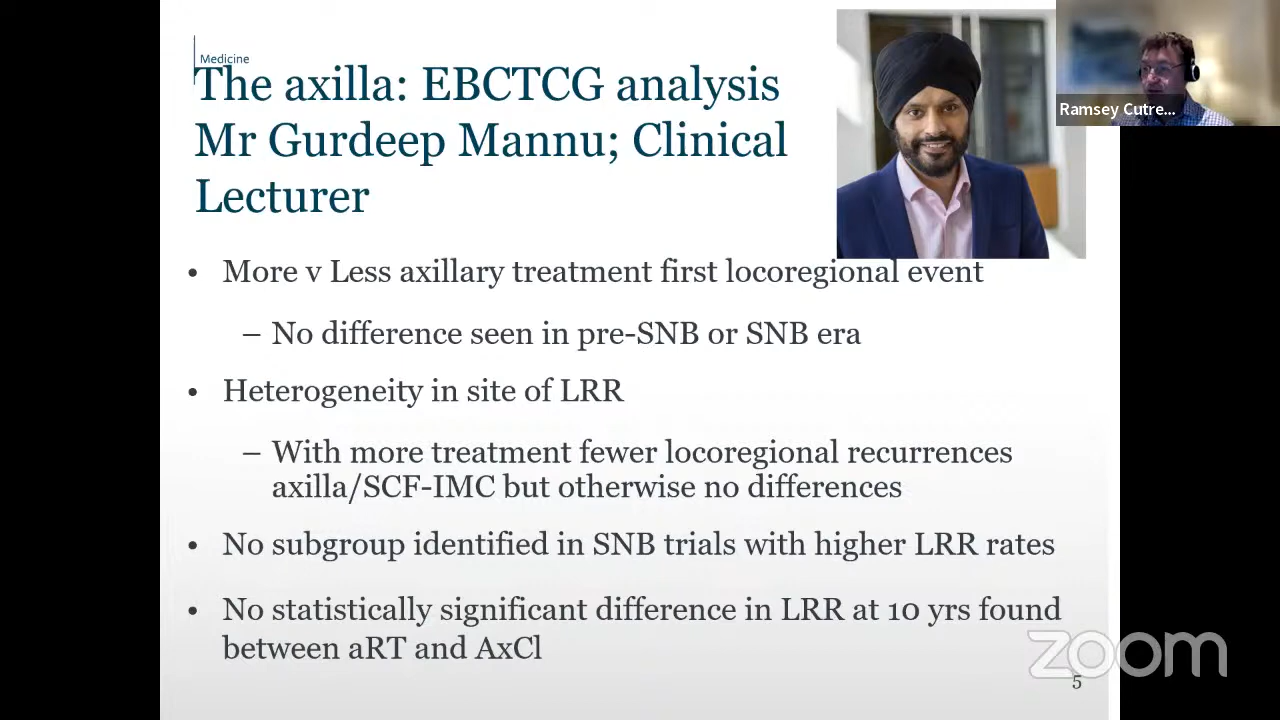 Medicine
The axilla: EBCTCG analysis
Mr Gurdeep Mannu; Clinical
Lecturer
Ramsey Cutre...
• More v Less axillary treatment first locoregional event
– No difference seen in pre-SNB or SNB era
• Heterogeneity in site of LRR
– With more treatment fewer locoregional recurrences
axilla/SCF-IMC but otherwise no differences
• No subgroup identified in SNB trials with higher LRR rates
• No statistically significant difference in LRR at 10 yrs found
between aRT and AxCl
zoom
5